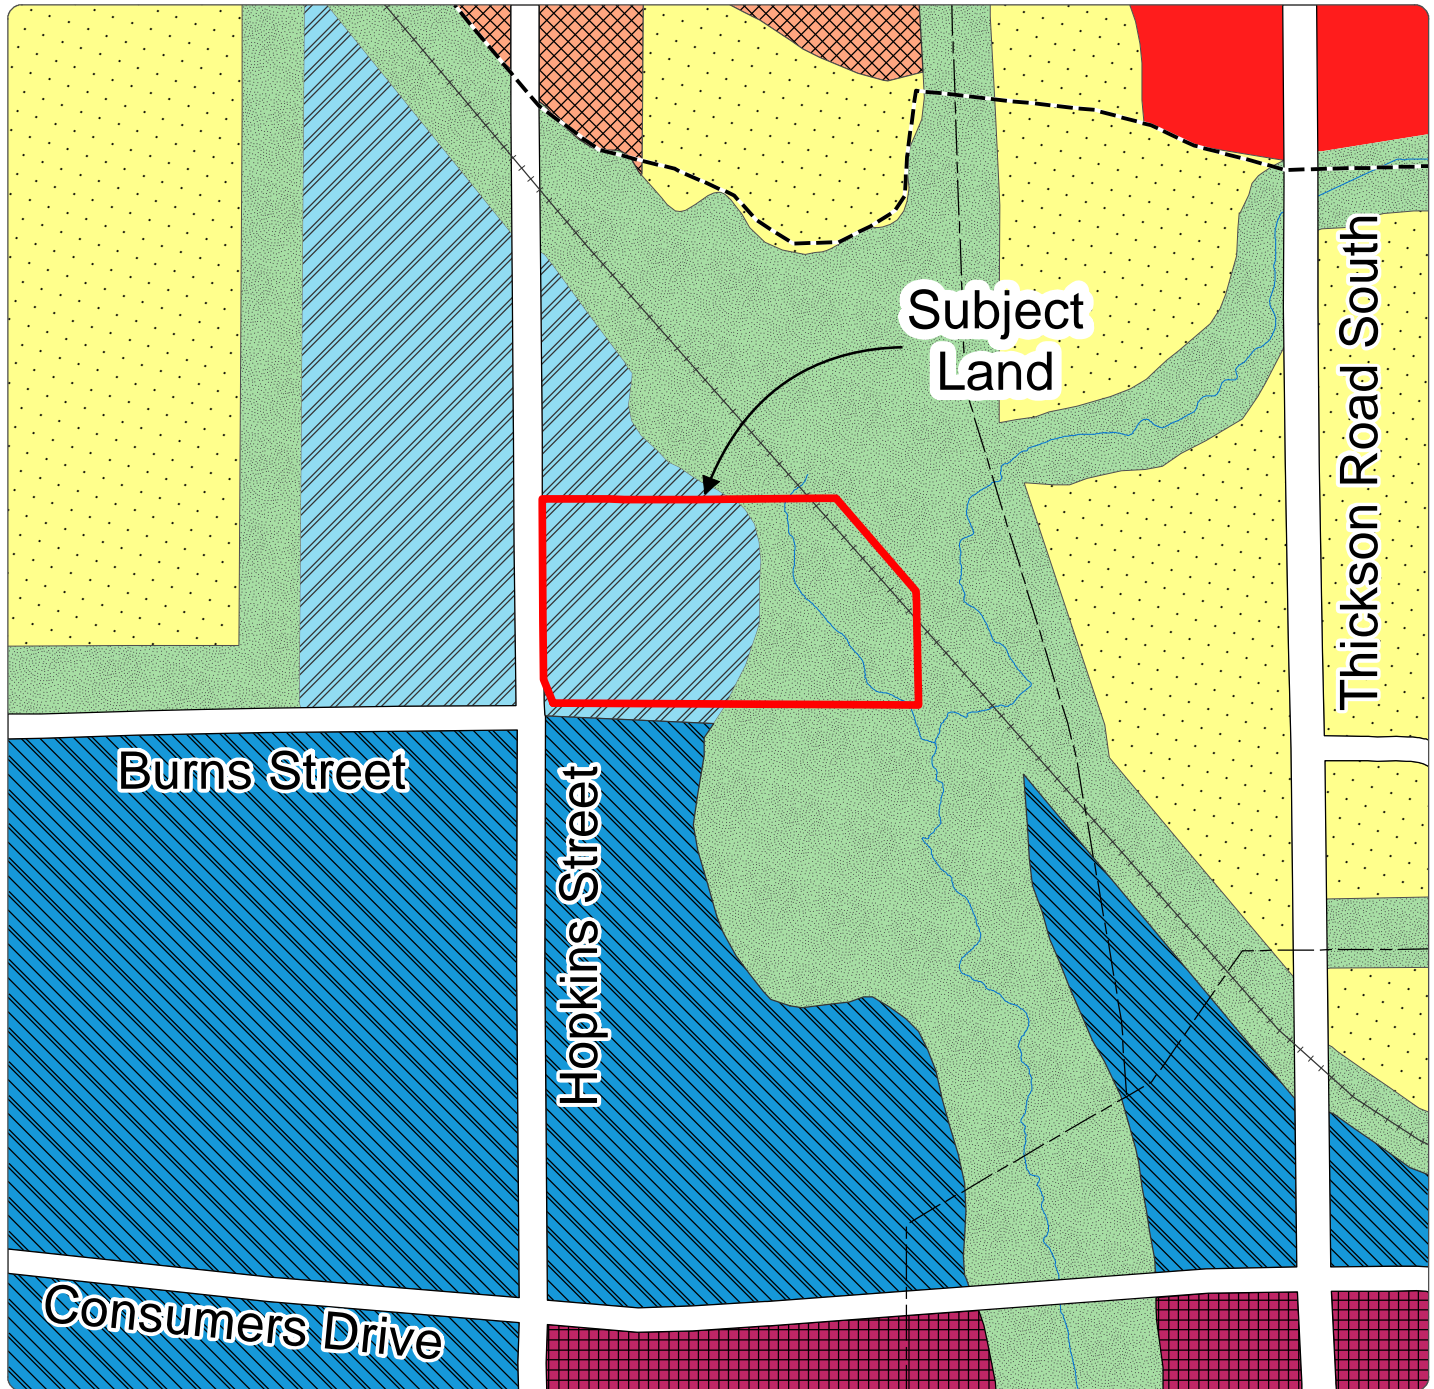 Subject
Land
Thickson Road South
Burns Street
Hopkins Street
Consumers Drive